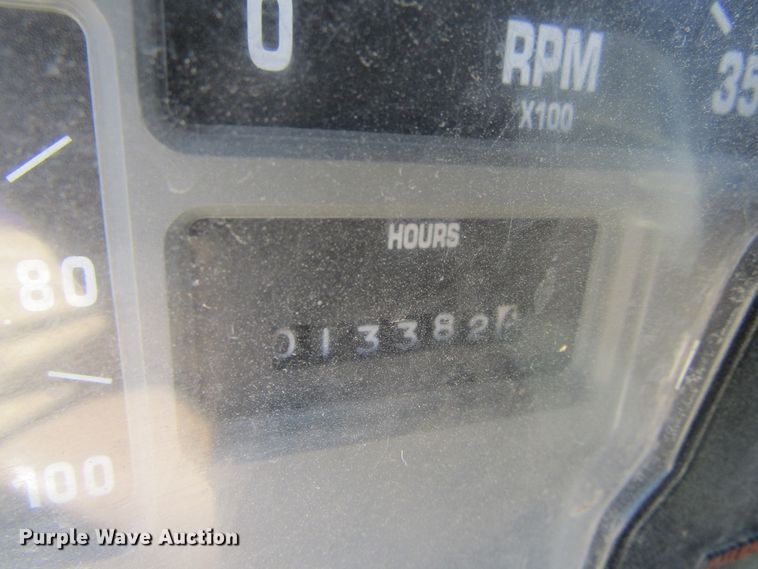 0
RPM
X100
35
HOURS
80
013382
100
Purple Wave Auction